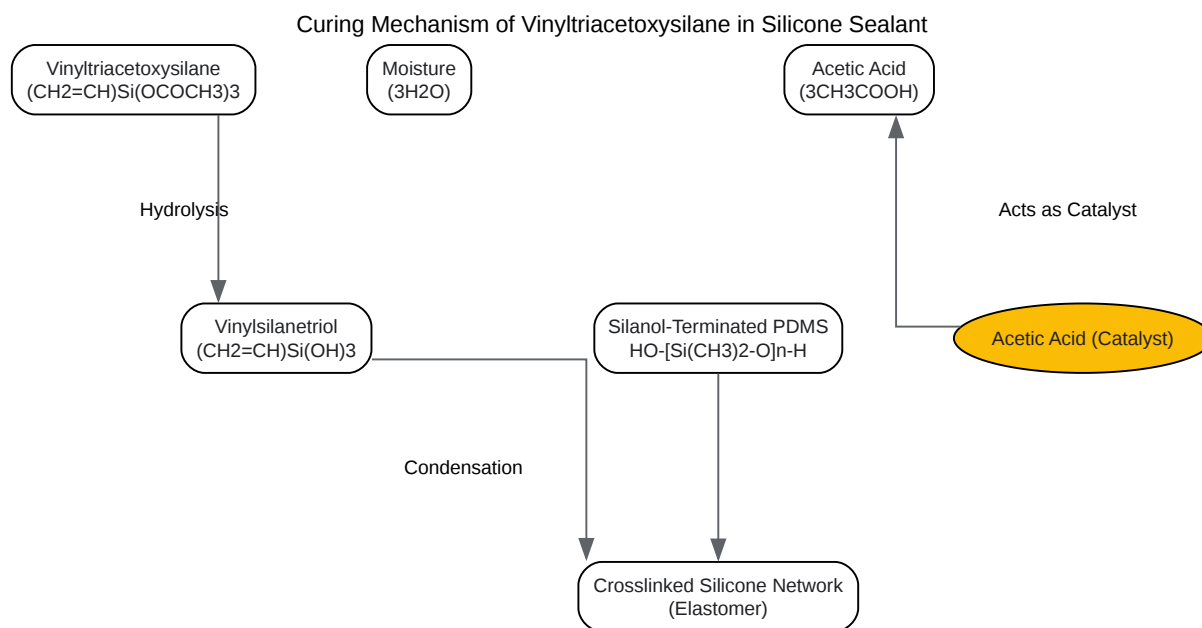 Curing Mechanism of Vinyltriacetoxysilane in Silicone Sealant
Vinyltriacetoxysilane
(CH2=CH)Si(OCOCH3)3
Moisture
(3H2O)
Acetic Acid
(3CH3COOH)
Hydrolysis
Acts as Catalyst
Vinylsilanetriol
(CH2=CH)Si(OH)3
Silanol-Terminated PDMS
HO-[Si(CH3)2-O]n-H
Acetic Acid (Catalyst)
Condensation
Crosslinked Silicone Network
(Elastomer)